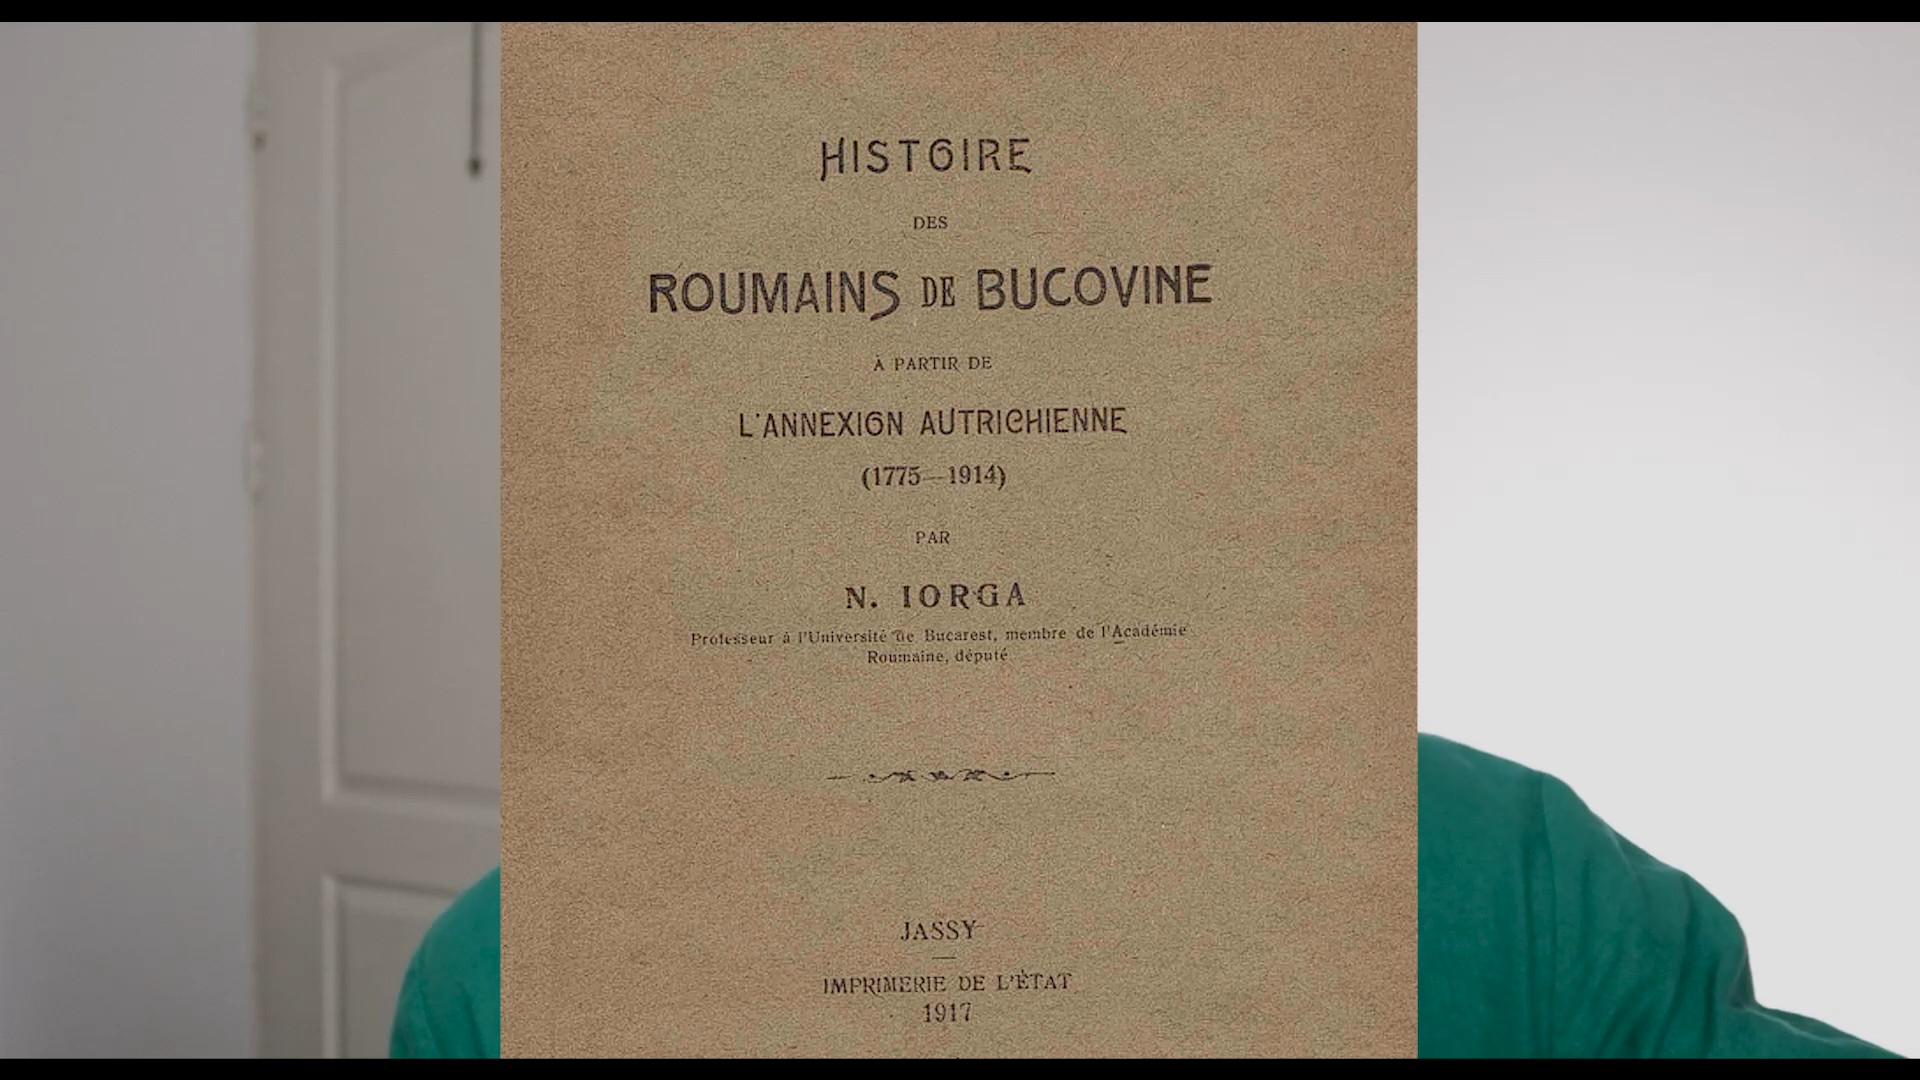 HISTOIRE
DES
ROUMAINS DE BUCOVINE
À PARTIR DE
L'ANNEXION AUTRICHIENNE
(1775—1914)
PAR
N. IORGA
Professeur à l'Université de Bucarest, membre de l'Académie
Roumaine, député
JASSY
IMPRIMERIE DE L'ÉTAT
1917